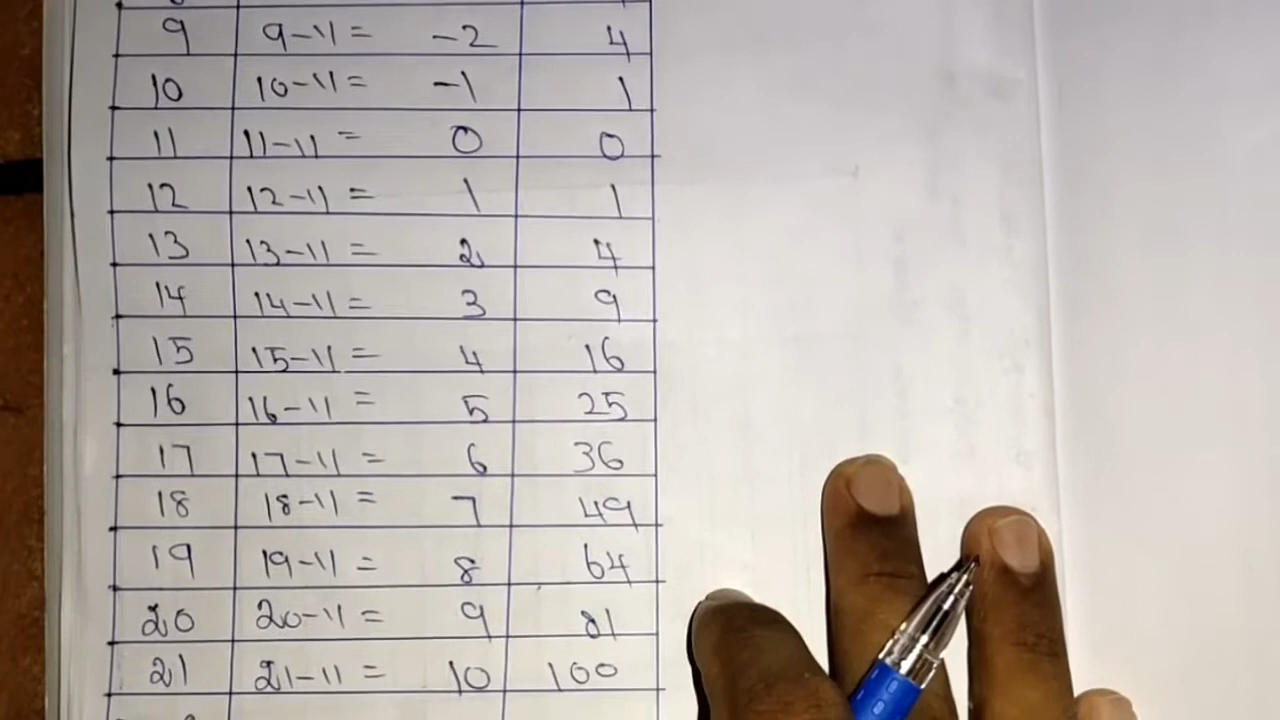 9 9-11= -2 4
10 10-11= -1 1
11 11-11= 0 0
12 12-11= 1 1
13 13-11= 2 4
14 14-11= 3 9
15 15-11= 4 16
16 16-11= 5 25
17 17-11= 6 36
18 18-11= 7 49
19 19-11= 8 64
20 20-11= 9 81
21 21-11= 10 100